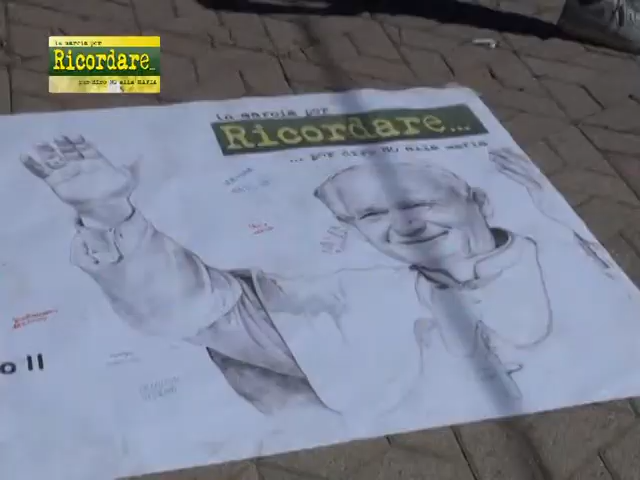 la marcia per
Ricordare...
per dire NO alla MAFIA
la marcia per
Ricordare...
... per dire NO alla mafia
o II